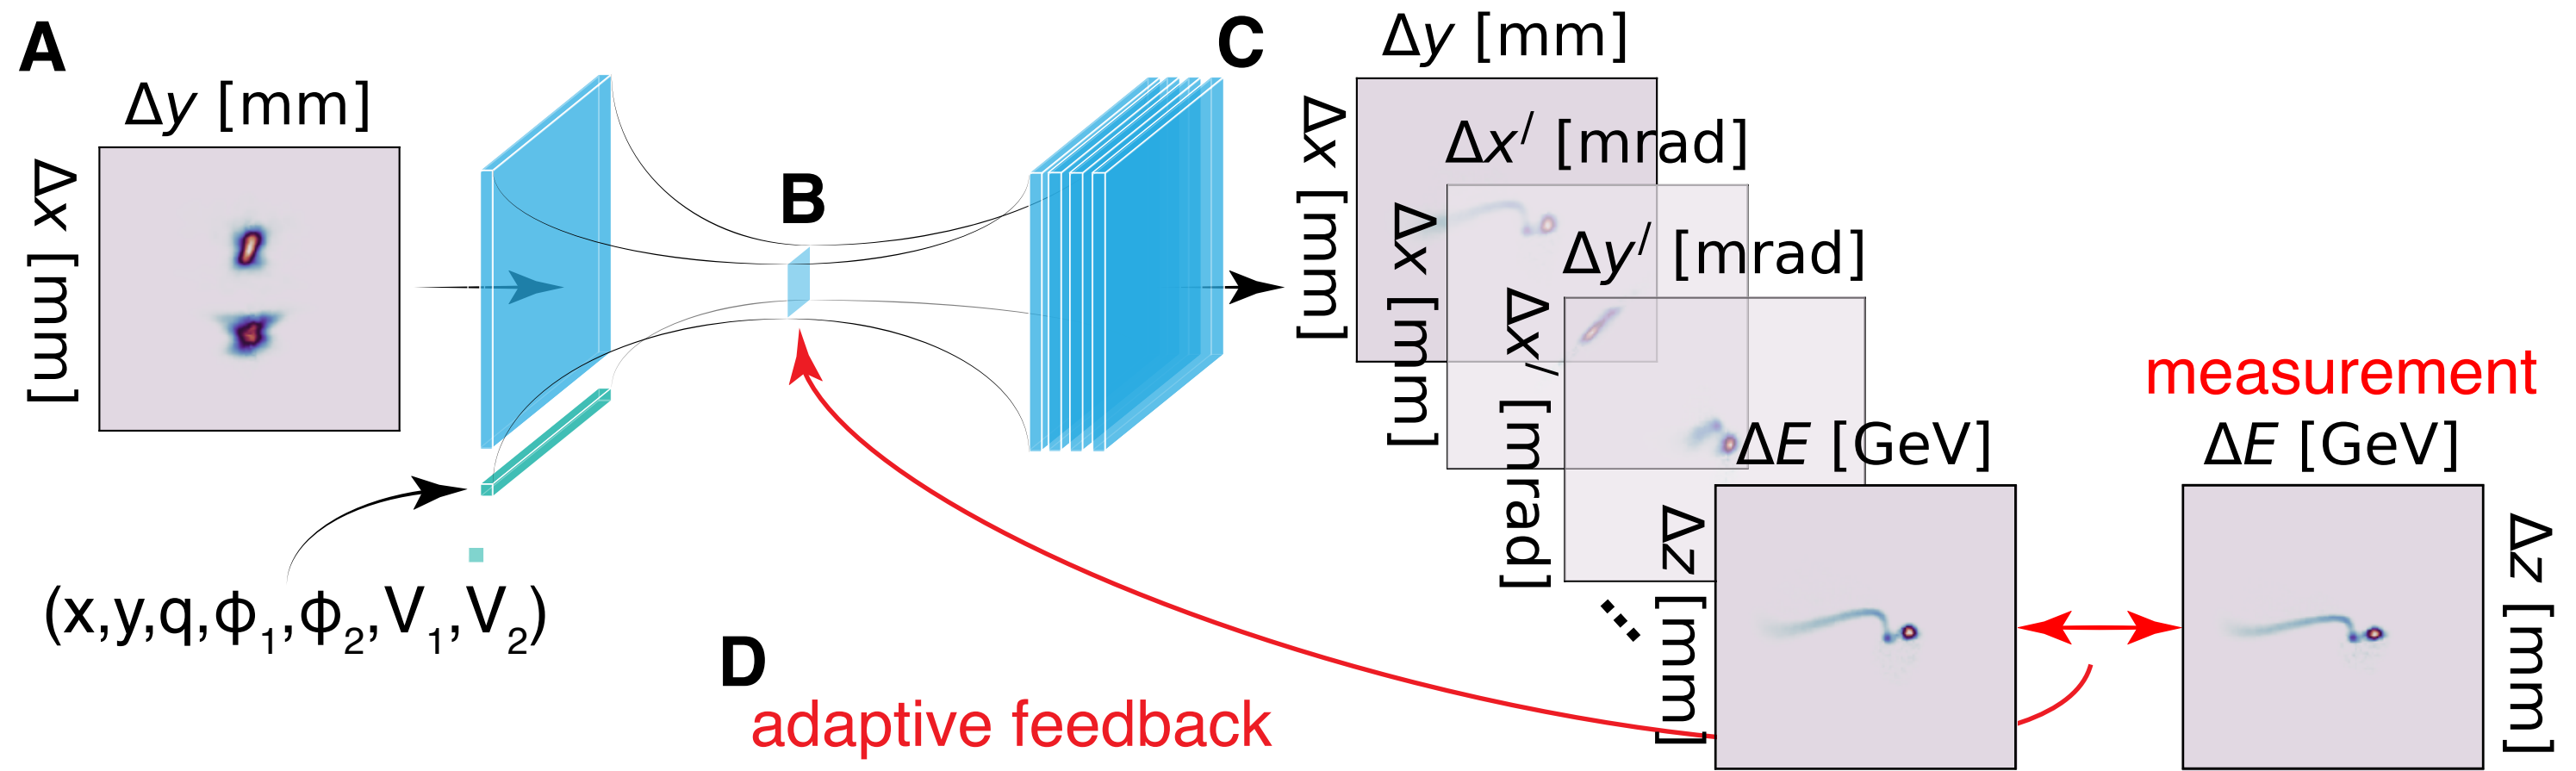 A
Δy [mm]
Δx [mm]
(x,y,q,ϕ₁,ϕ₂,V₁,V₂)
B
C
Δy [mm]
Δx [mm]
Δx′ [mrad]
Δx [mm]
Δy′ [mrad]
Δx′ [mrad]
ΔE [GeV]
Δz [mm]
measurement
ΔE [GeV]
Δz [mm]
D
adaptive feedback